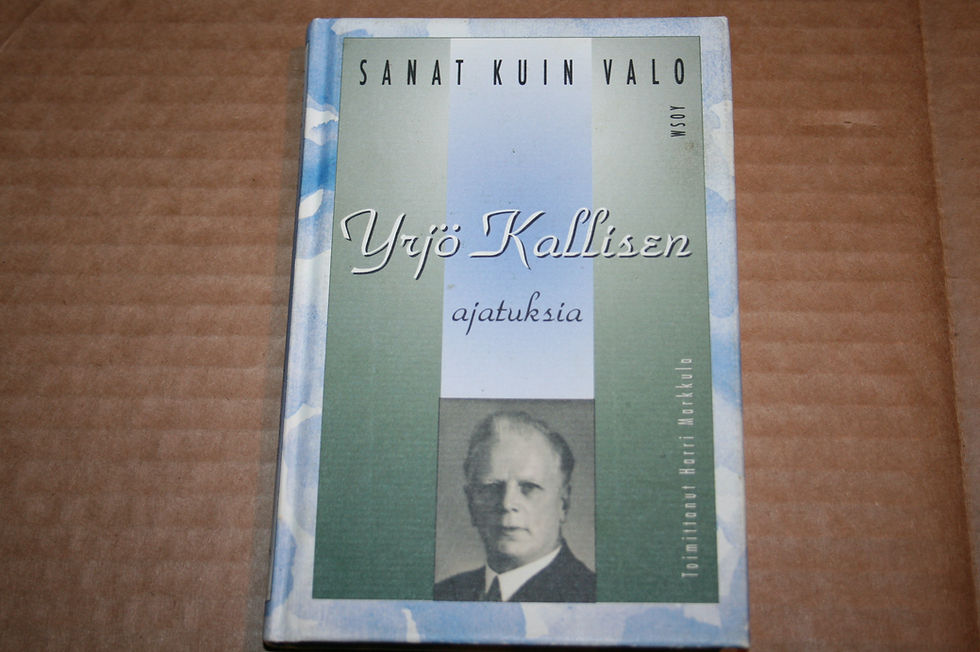 SANAT KUIN VALO
WSOY
Yrjö Kallisen
ajatuksia
Toimittanut Harri Markkula